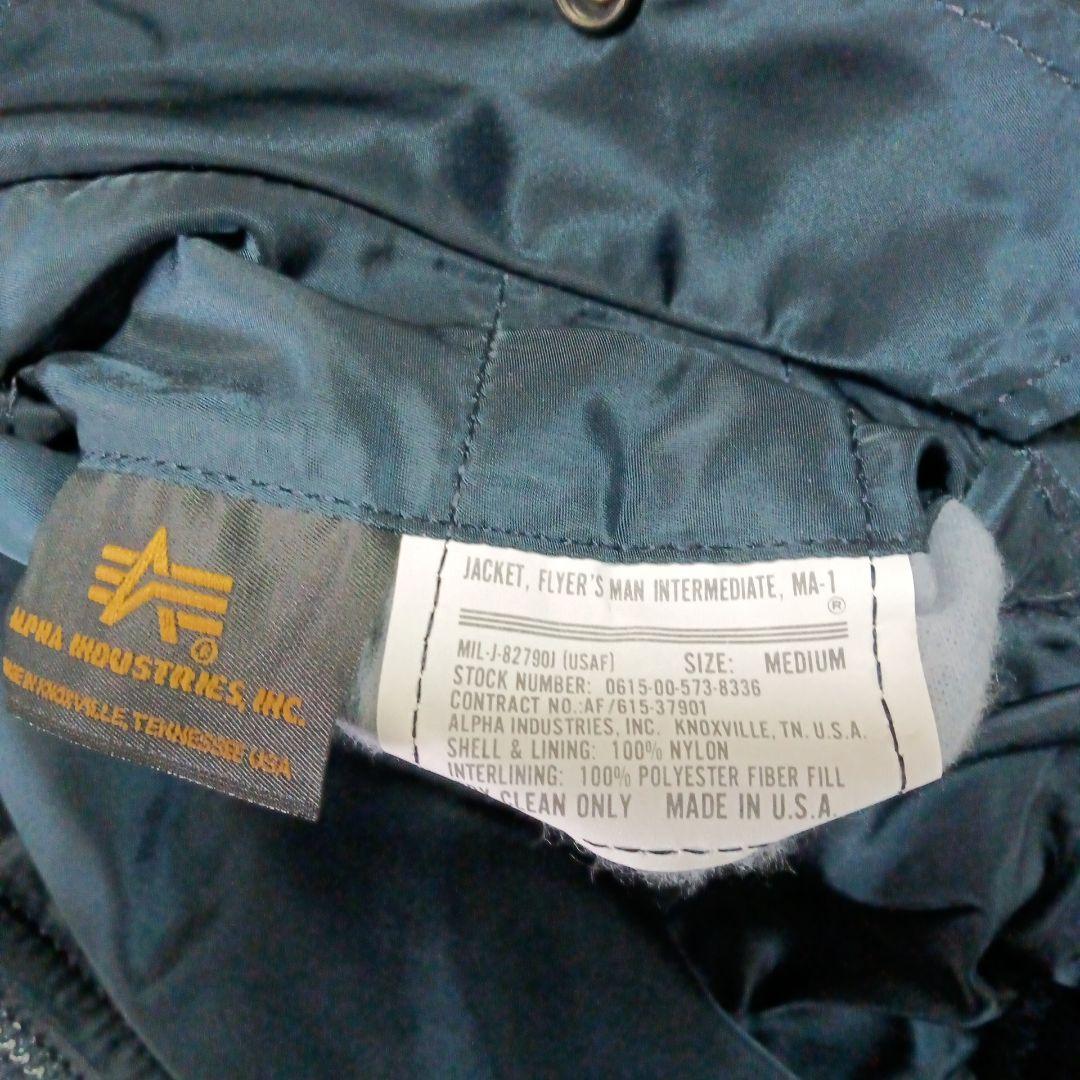 ALPHA INDUSTRIES, INC. ®
KNOXVILLE, TENNESSEE USA
JACKET, FLYER'S MAN INTERMEDIATE, MA-1
®
MIL-J-8279OJ (USAF) SIZE: MEDIUM
STOCK NUMBER: 0615-00-573-8336
CONTRACT NO.:AF/615-37901
ALPHA INDUSTRIES, INC. KNOXVILLE, TN. U.S.A.
SHELL & LINING: 100% NYLON
INTERLINING: 100% POLYESTER FIBER FILL
CLEAN ONLY MADE IN U.S.A.